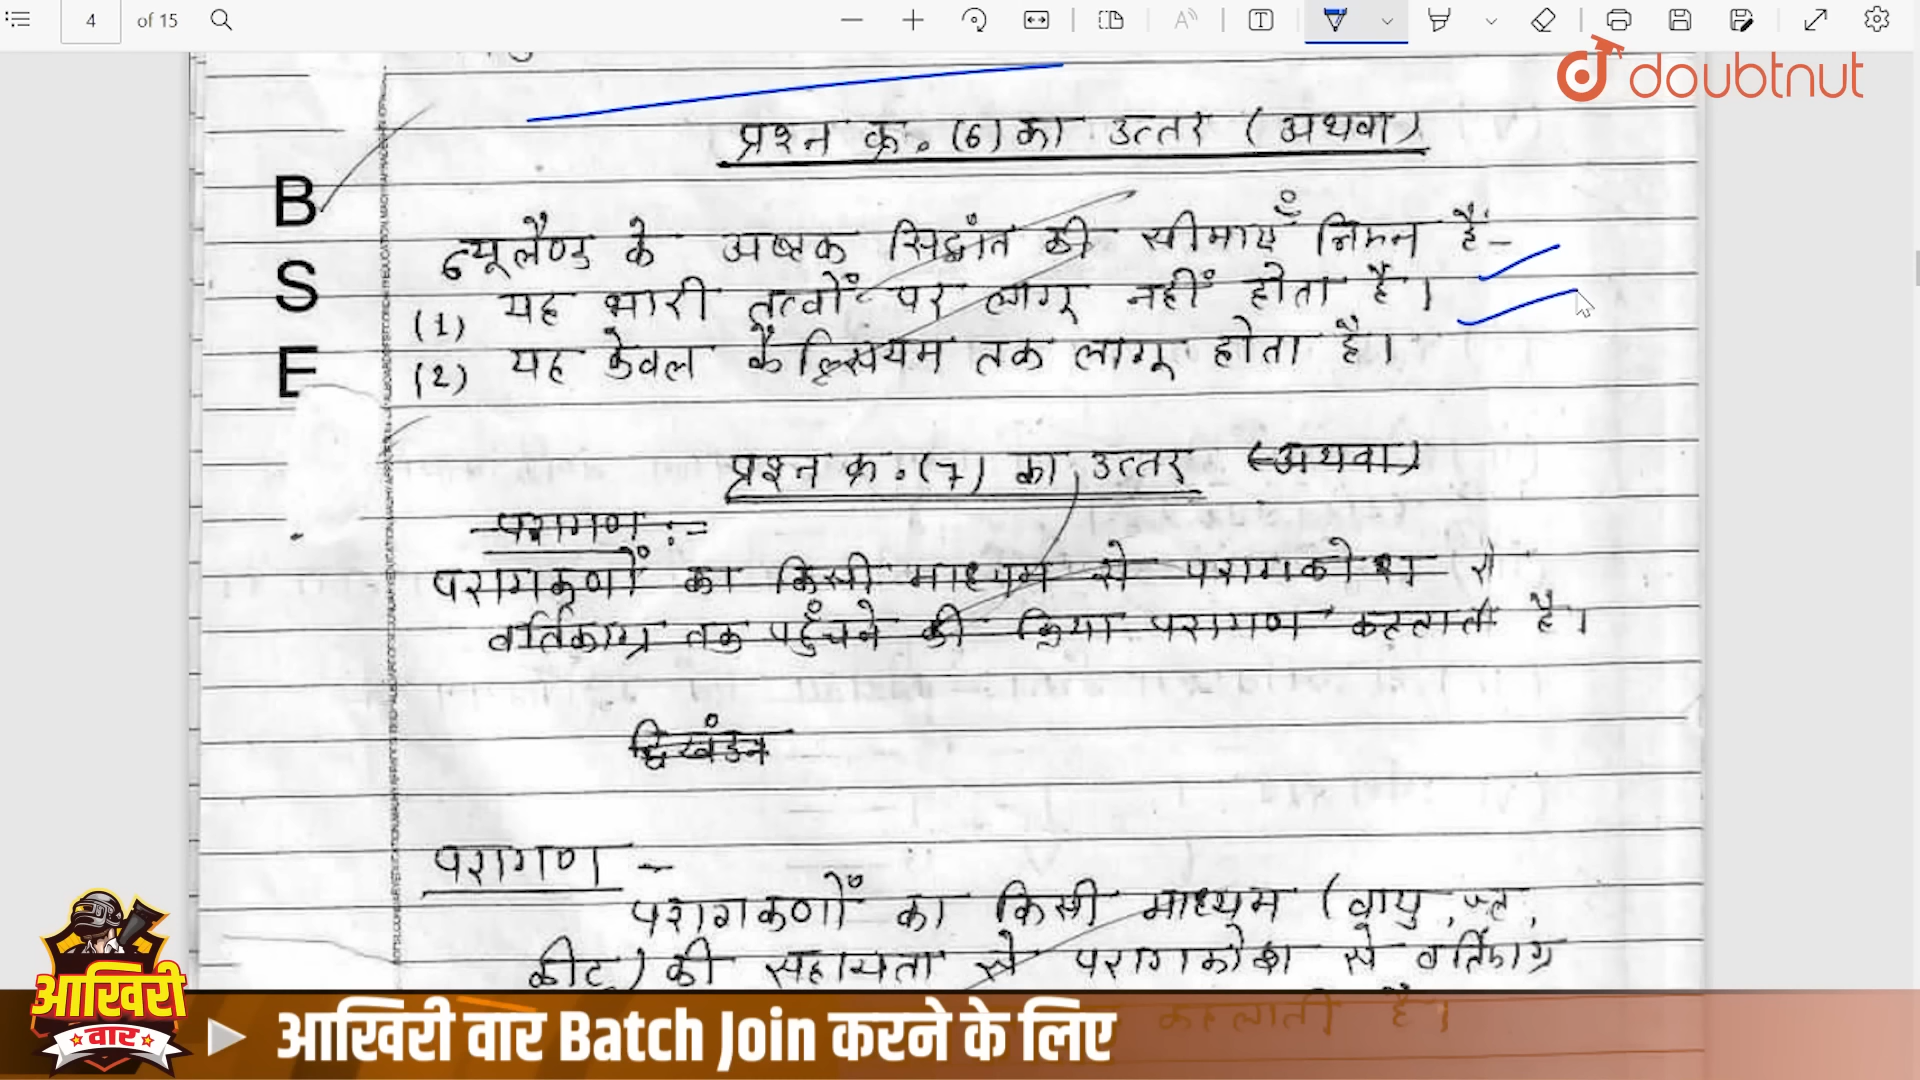 4 of 15
doubtnut
प्रश्न क्र. (6) का उत्तर (अथवा)
B
S
E
न्यूलैण्ड के अष्टक सिद्धांत की सीमाएँ निम्न हैं-
(1) यह भारी तत्वों पर लागू नहीं होता है।
(2) यह केवल कैल्सियम तक लागू होता है।
प्रश्न क्र. (7) का उत्तर (अथवा)
परागण :-
परागकणों का किसी माध्यम से परागकोश से
वर्तिकाग्र तक पहुँचने की क्रिया परागण कहलाती है।
द्विखंडन
परागण -
परागकणों का किसी माध्यम (वायु, जल,
कीट) की सहायता से परागकोश से वर्तिकाग्र
कहलाती है।
आखिरी
वार
आखिरी वार Batch Join करने के लिए